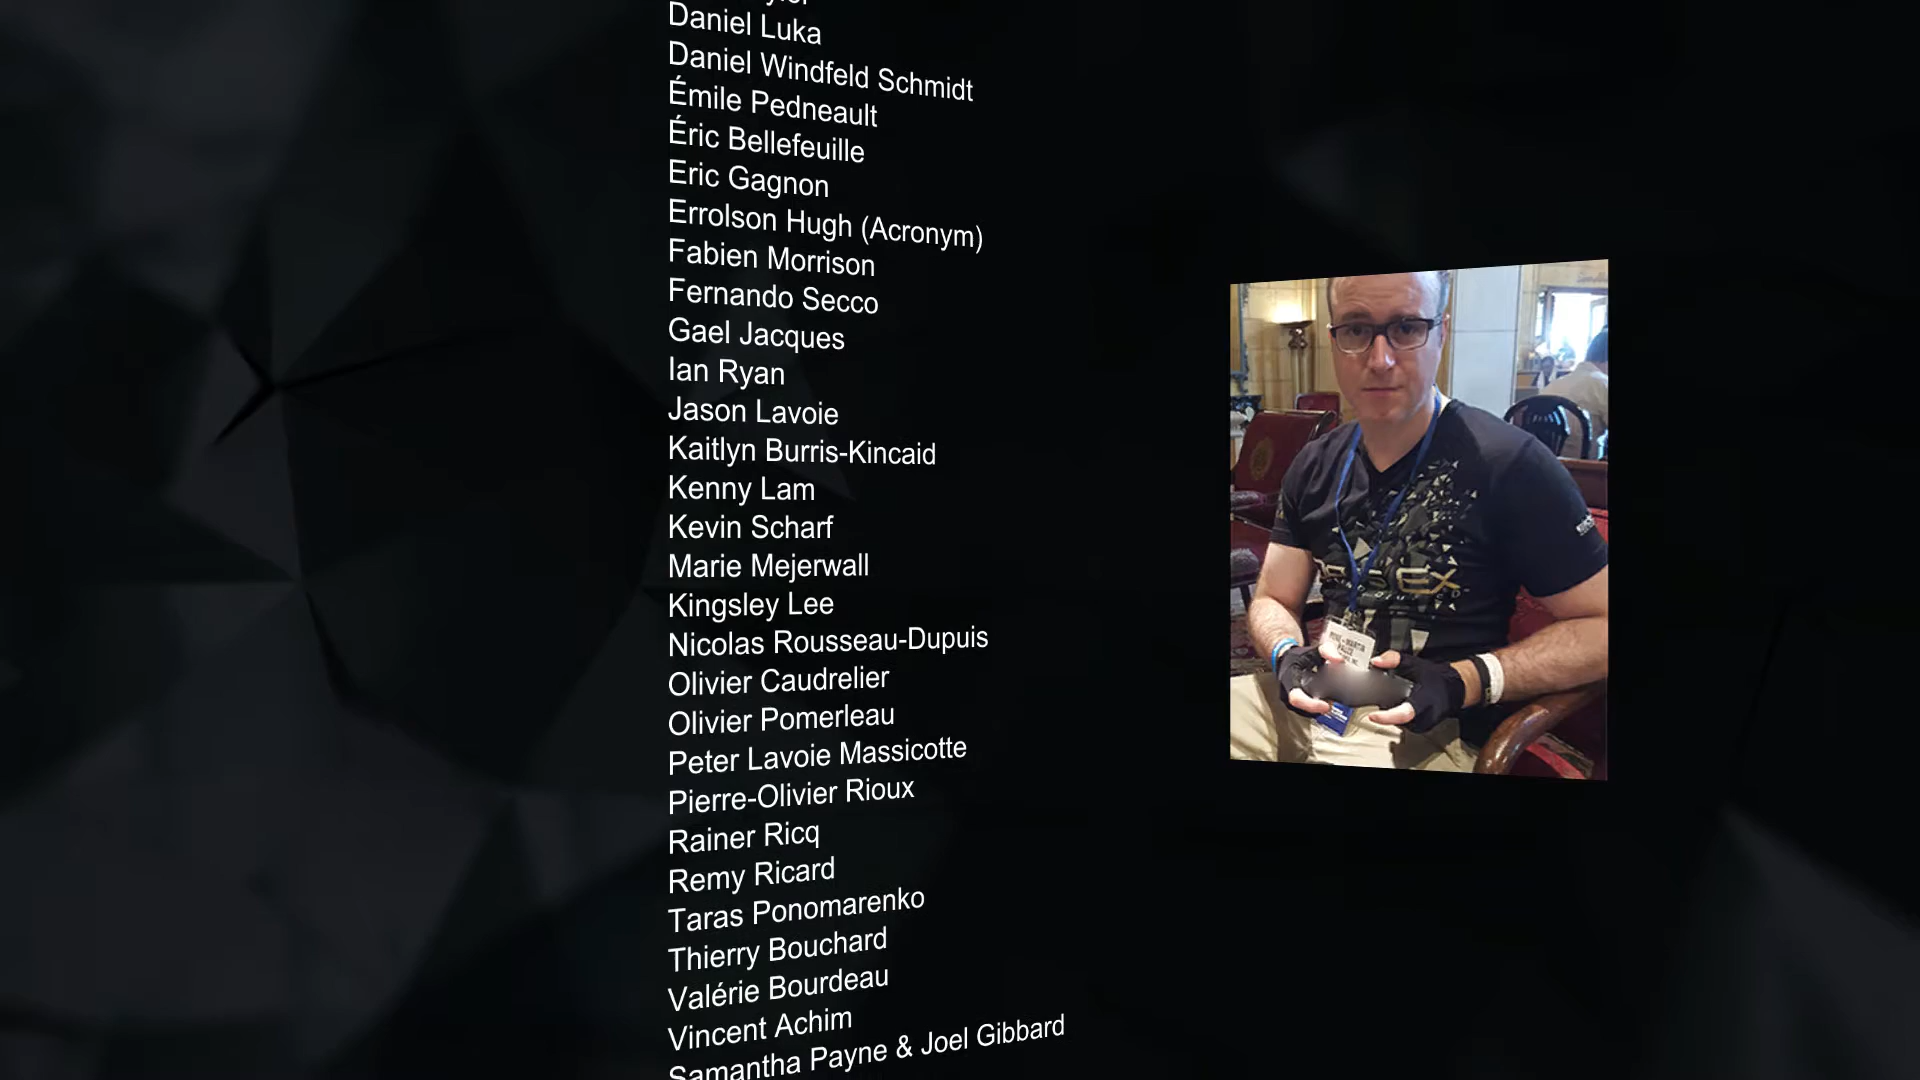 Daniel Luka
Daniel Windfeld Schmidt
Émile Pedneault
Éric Bellefeuille
Eric Gagnon
Errolson Hugh (Acronym)
Fabien Morrison
Fernando Secco
Gael Jacques
Ian Ryan
Jason Lavoie
Kaitlyn Burris-Kincaid
Kenny Lam
Kevin Scharf
Marie Mejerwall
Kingsley Lee
Nicolas Rousseau-Dupuis
Olivier Caudrelier
Olivier Pomerleau
Peter Lavoie Massicotte
Pierre-Olivier Rioux
Rainer Ricq
Remy Ricard
Taras Ponomarenko
Thierry Bouchard
Valérie Bourdeau
Vincent Achim
Samantha Payne & Joel Gibbard
EX